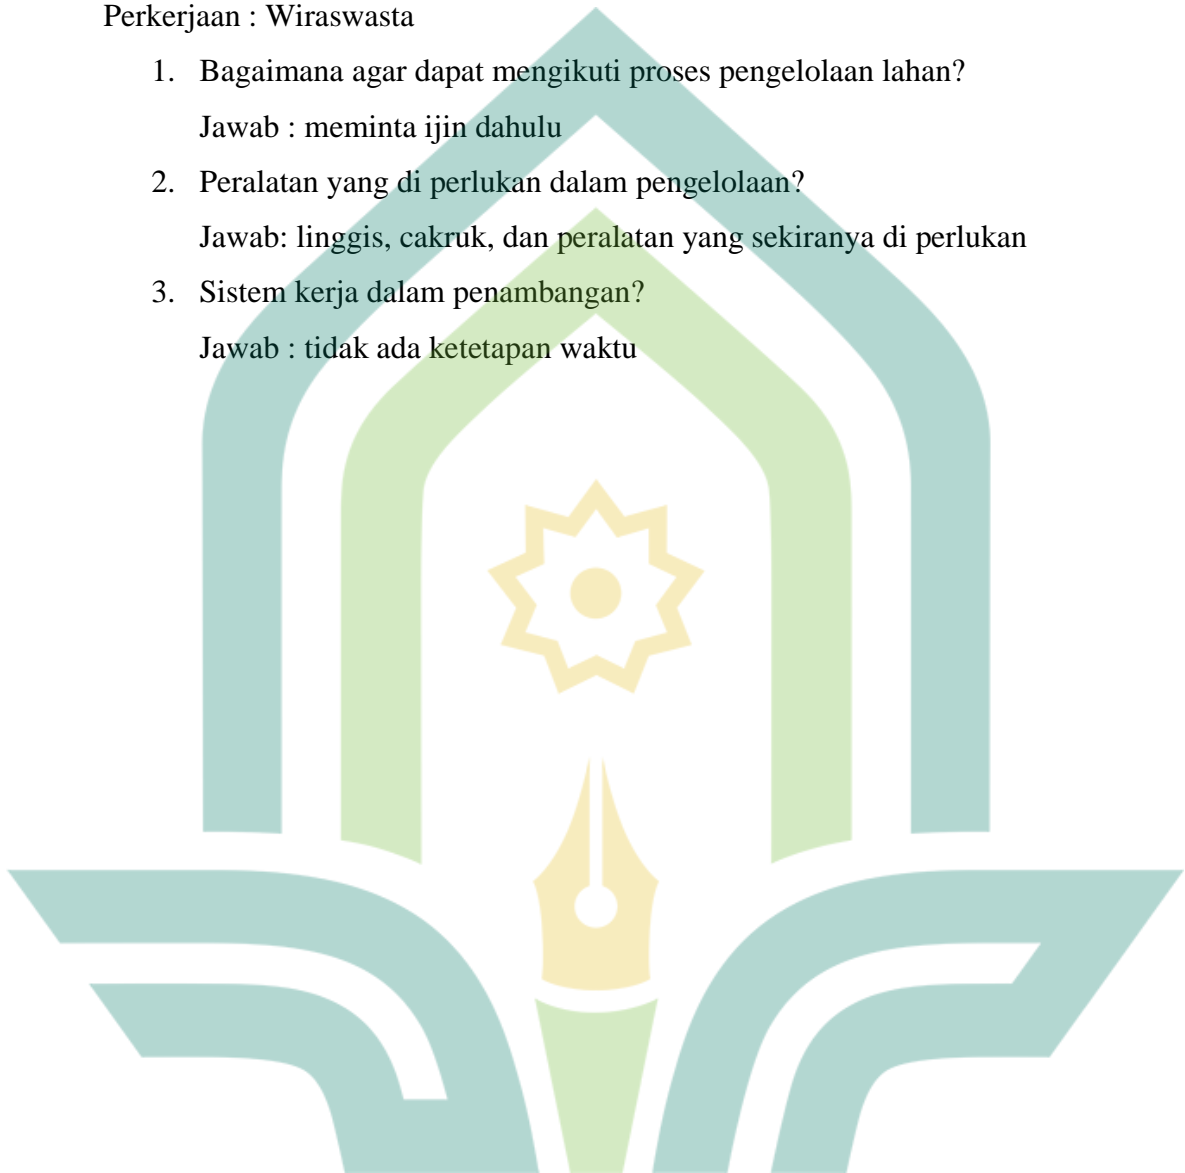 Perkerjaan : Wiraswasta
1. Bagaimana agar dapat mengikuti proses pengelolaan lahan?
Jawab : meminta ijin dahulu
2. Peralatan yang di perlukan dalam pengelolaan?
Jawab: linggis, cakruk, dan peralatan yang sekiranya di perlukan
3. Sistem kerja dalam penambangan?
Jawab : tidak ada ketetapan waktu